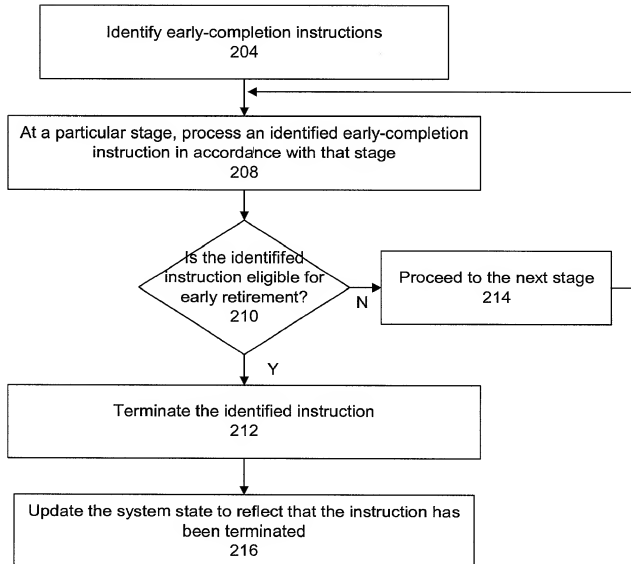 Identify early-completion instructions
204
At a particular stage, process an identified early-completion
instruction in accordance with that stage
208
Is the identififed
instruction eligible for
early retirement?
210
N
Proceed to the next stage
214
Y
Terminate the identified instruction
212
Update the system state to reflect that the instruction has
been terminated
216